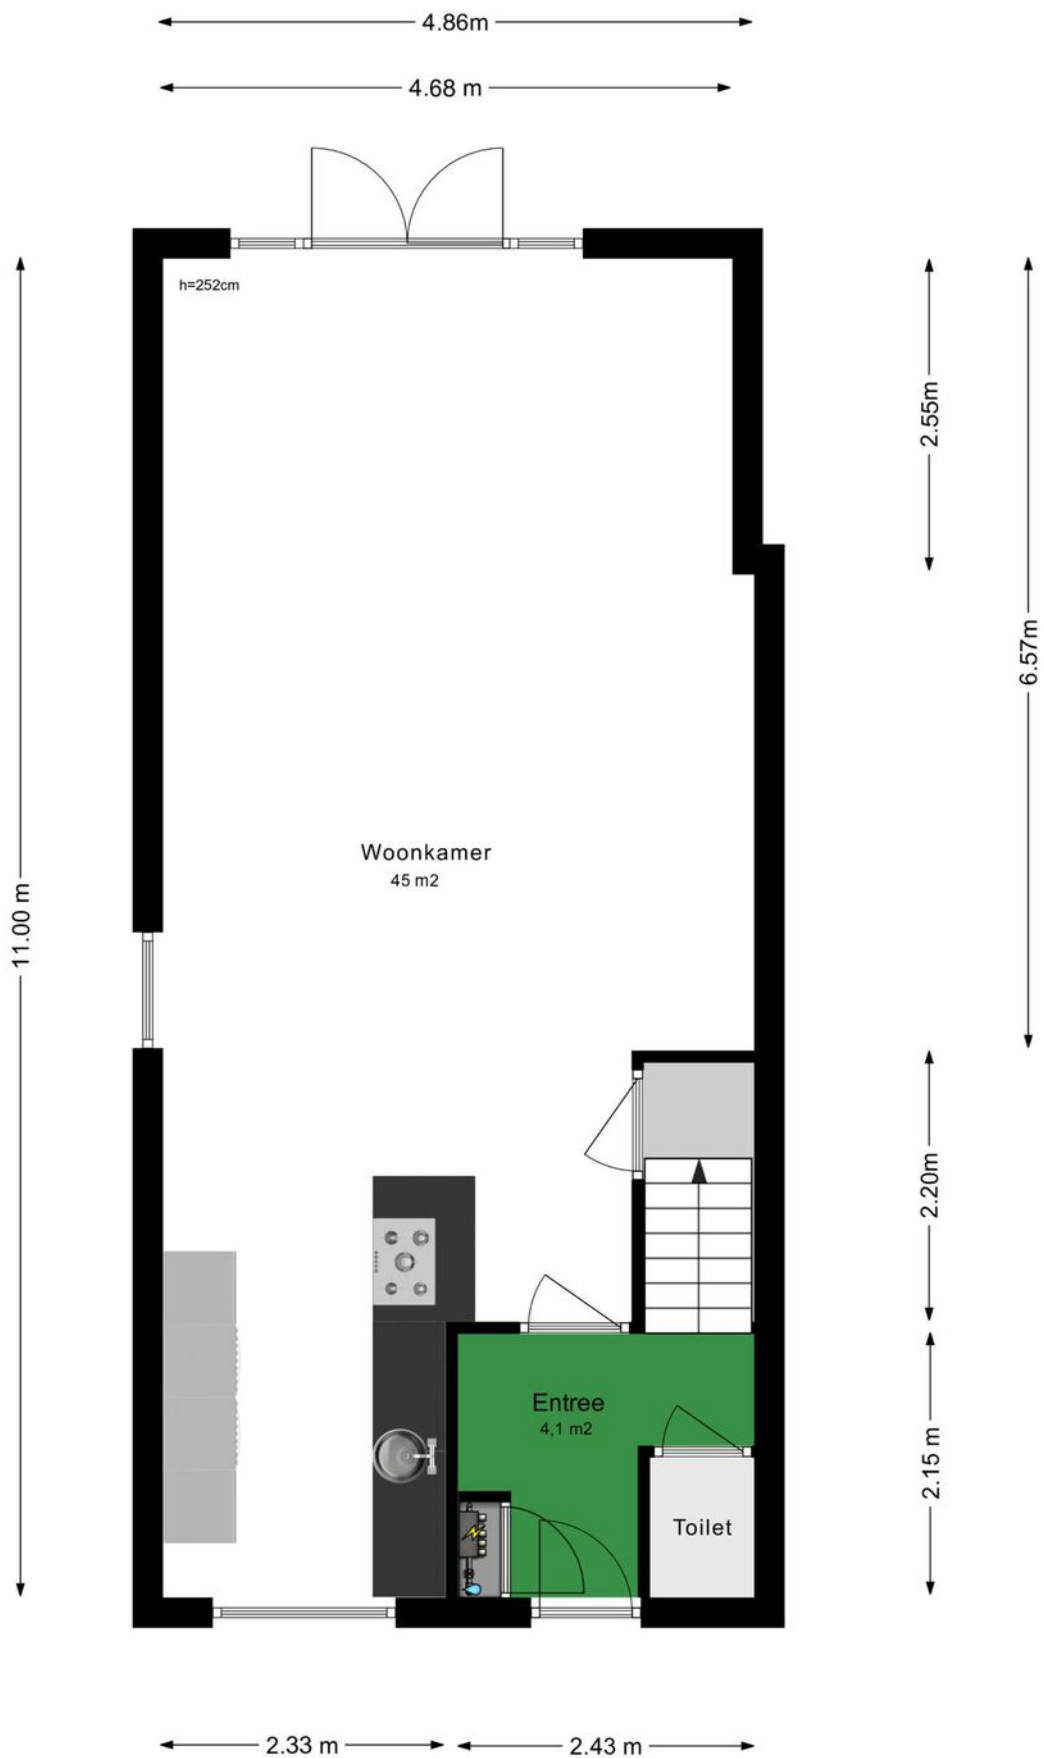 4.86m
4.68 m
h=252cm
2.55m
6.57m
Woonkamer
45 m2
11.00 m
2.20m
Entree
4,1 m2
2.15 m
Toilet
2.33 m
2.43 m